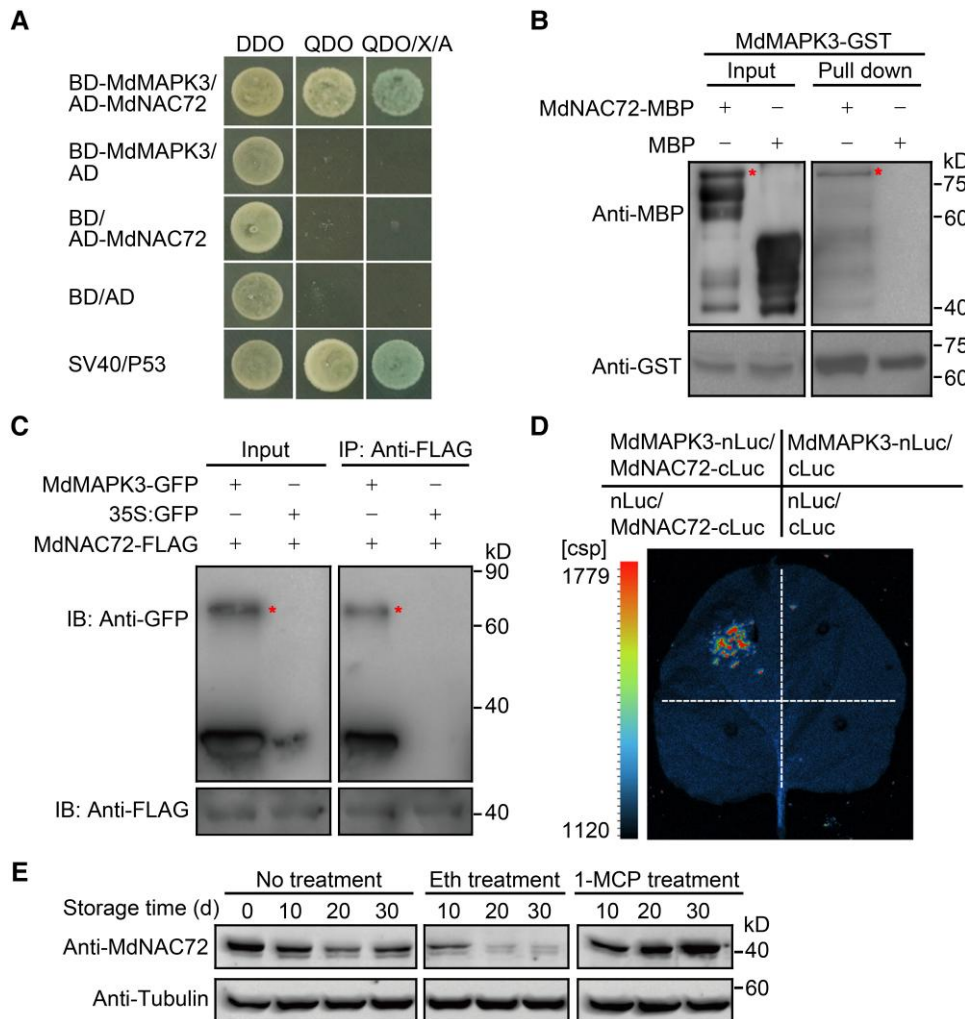 A
DDO QDO QDO/X/A
BD-MdMAPK3/
AD-MdNAC72
BD-MdMAPK3/
AD
BD/
AD-MdNAC72
BD/AD
SV40/P53
B
MdMAPK3-GST
Input Pull down
MdNAC72-MBP + − + −
MBP − + − +
kD
Anti-MBP
75
60
40
Anti-GST
75
60
C
Input IP: Anti-FLAG
MdMAPK3-GFP + − + −
35S:GFP − + − +
MdNAC72-FLAG + + + +
kD
IB: Anti-GFP
90
60
40
IB: Anti-FLAG
40
D
MdMAPK3-nLuc/
MdNAC72-cLuc
MdMAPK3-nLuc/
cLuc
nLuc/
MdNAC72-cLuc
nLuc/
cLuc
[csp]
1779
1120
E
No treatment Eth treatment 1-MCP treatment
Storage time (d) 0 10 20 30 10 20 30 10 20 30
kD
Anti-MdNAC72
40
60
Anti-Tubulin